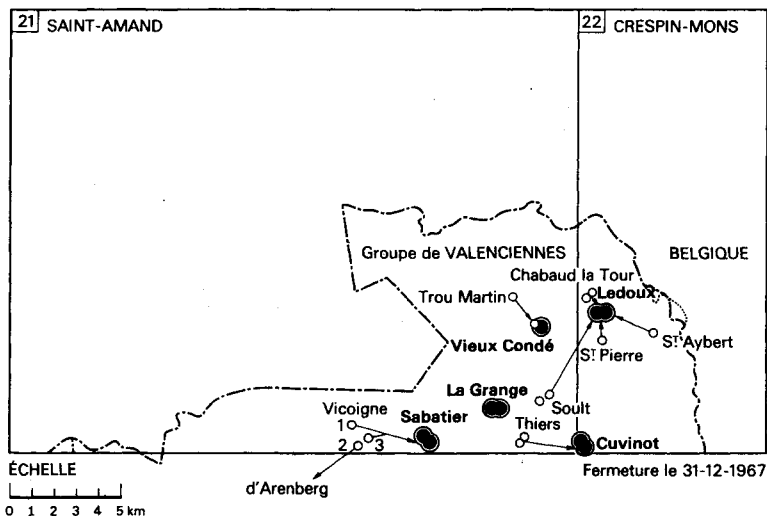 21 SAINT-AMAND
22 CRESPIN-MONS
Groupe de VALENCIENNES
BELGIQUE
Chabaud la Tour
Ledoux
Trou Martin
Vieux Condé
St Pierre
St Aybert
La Grange
Soult
Vicoigne
1
2
3
Sabatier
Thiers
Cuvinot
d'Arenberg
Fermeture le 31-12-1967
ÉCHELLE
0 1 2 3 4 5 km